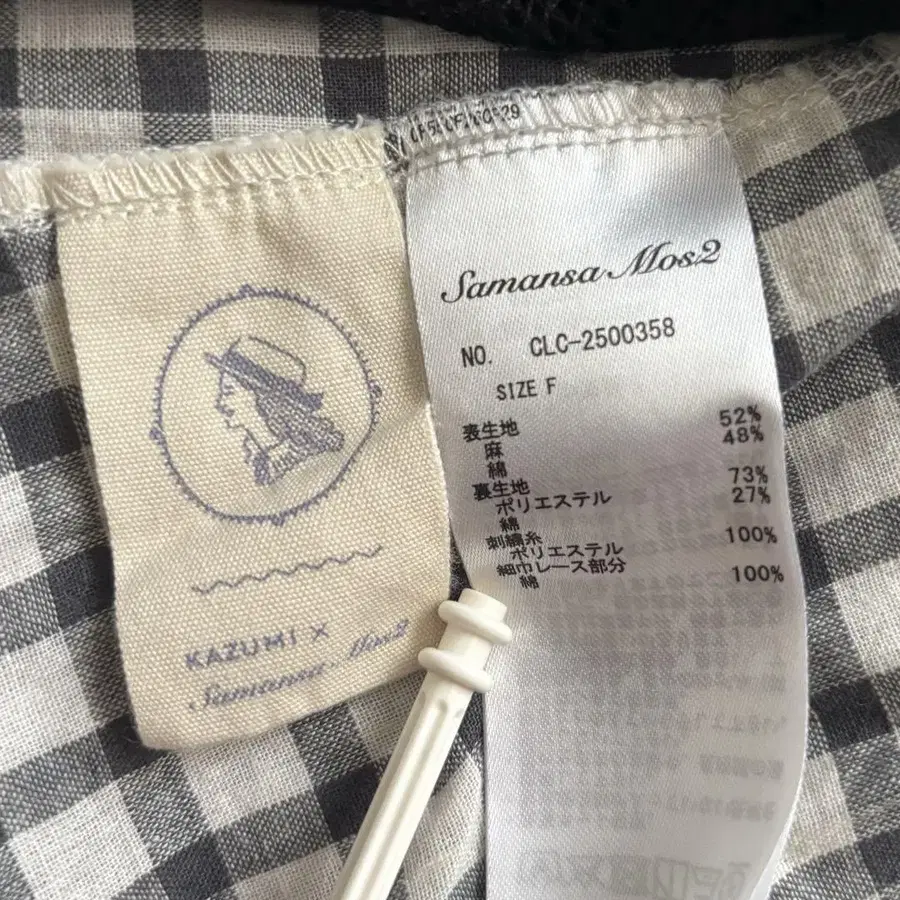 KAZUMI ×
Samansa Mos2
Samansa Mos2
NO. CLC-2500358
SIZE F
表生地
麻 52%
綿 48%
裏生地
ポリエステル 73%
綿 27%
刺繍糸
ポリエステル 100%
細巾レース部分
綿 100%